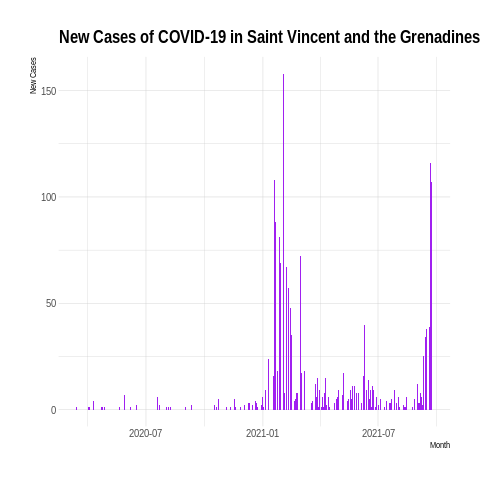 New Cases of COVID-19 in Saint Vincent and the Grenadines
New Cases
150
100
50
0
2020-07 2021-01 2021-07
Month